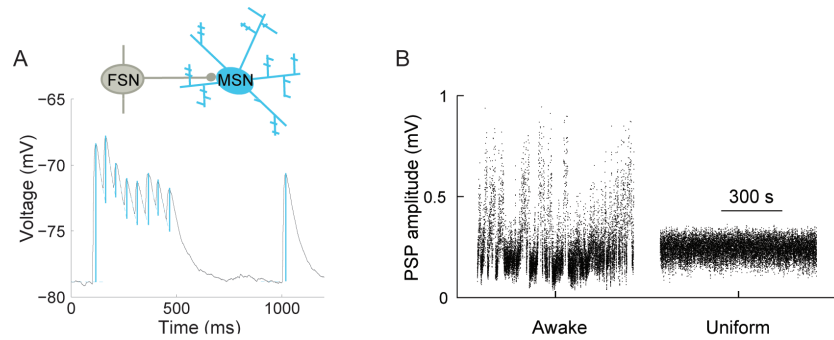 A
FSN
MSN
−65
−70
−75
−80
Voltage (mV)
0
500
1000
Time (ms)
B
1
0.5
0
PSP amplitude (mV)
300 s
Awake
Uniform